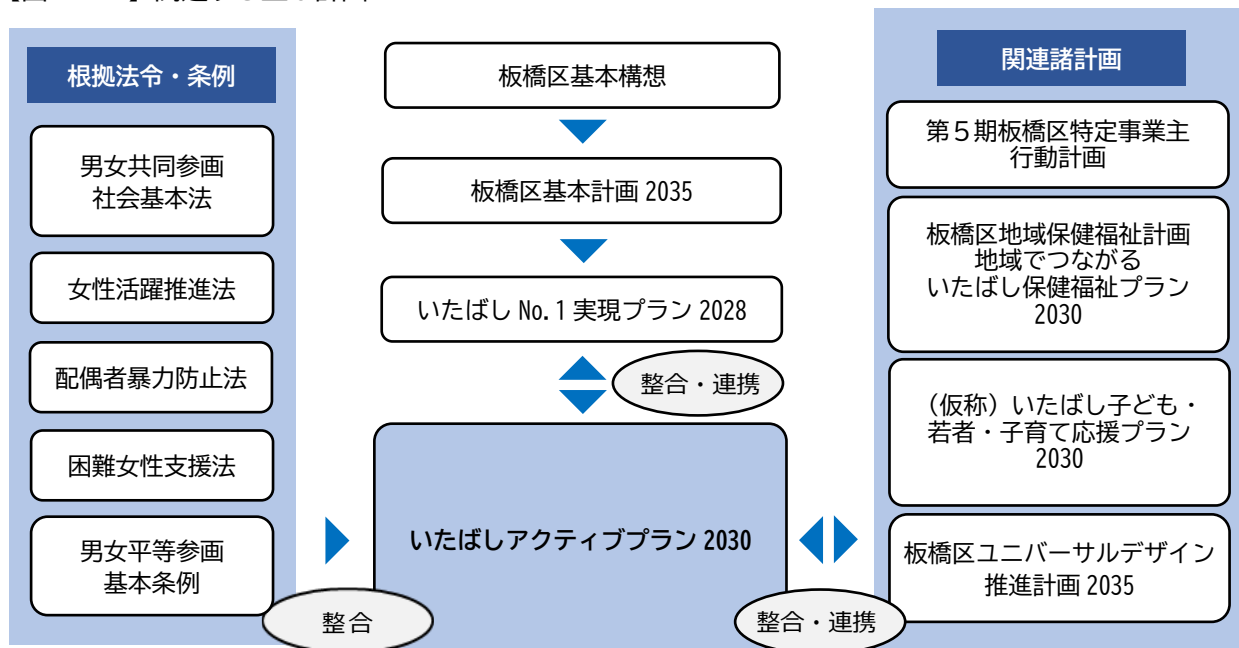 根拠法令・条例
男女共同参画
社会基本法
女性活躍推進法
配偶者暴力防止法
困難女性支援法
男女平等参画
基本条例
整合
板橋区基本構想
板橋区基本計画 2035
いたばし No.1 実現プラン 2028
整合・連携
いたばしアクティブプラン 2030
整合・連携
関連諸計画
第5期板橋区特定事業主
行動計画
板橋区地域保健福祉計画
地域でつながる
いたばし保健福祉プラン
2030
（仮称）いたばし子ども・
若者・子育て応援プラン
2030
板橋区ユニバーサルデザイン
推進計画 2035